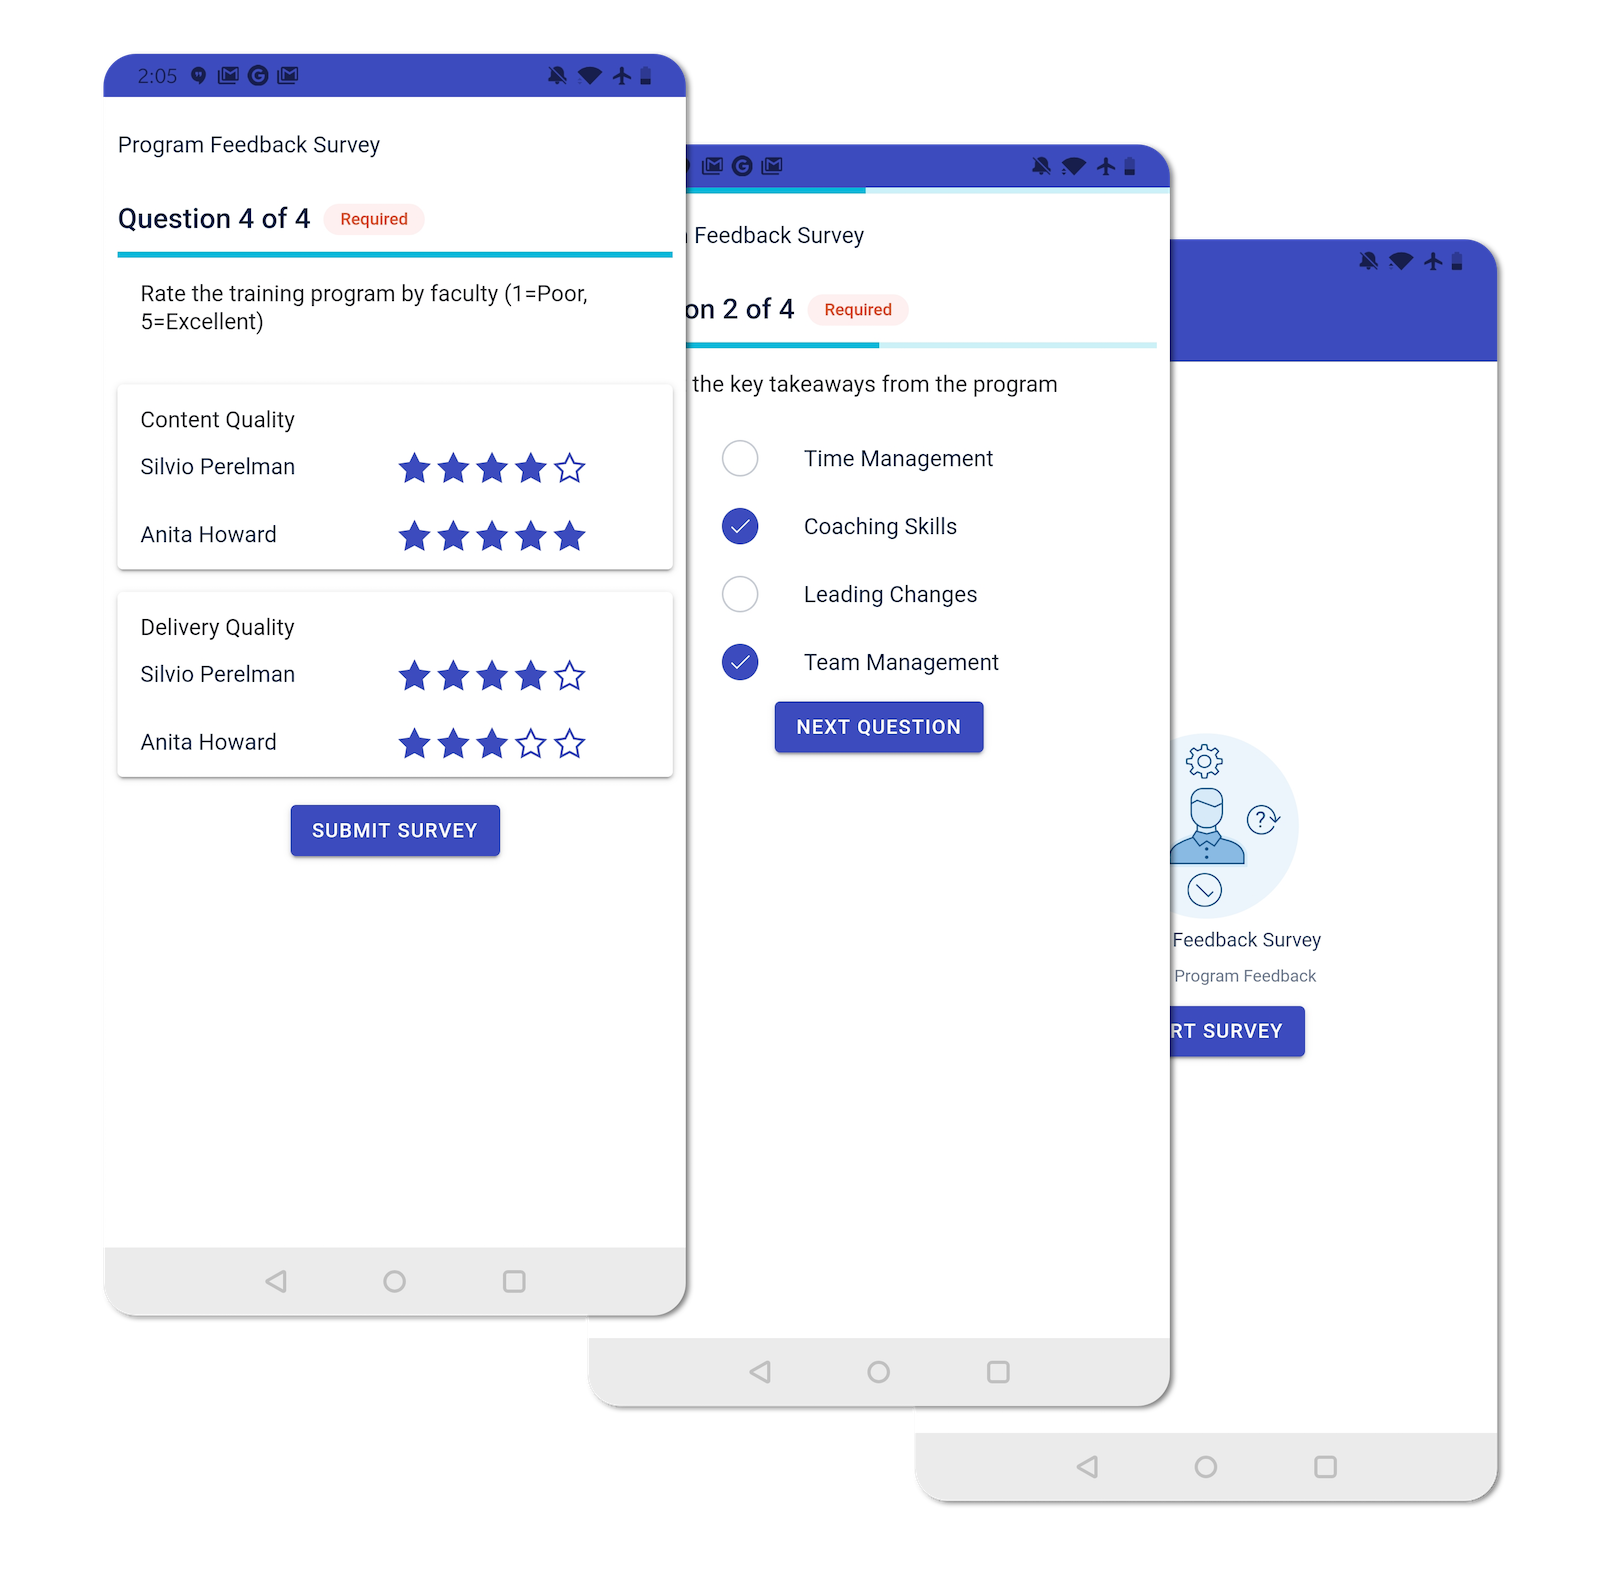 2:05
Program Feedback Survey
Question 4 of 4 Required
Rate the training program by faculty (1=Poor,
5=Excellent)
Content Quality
Silvio Perelman
Anita Howard
Delivery Quality
Silvio Perelman
Anita Howard
SUBMIT SURVEY
Feedback Survey
on 2 of 4 Required
the key takeaways from the program
Time Management
Coaching Skills
Leading Changes
Team Management
NEXT QUESTION
Feedback Survey
Program Feedback
RT SURVEY